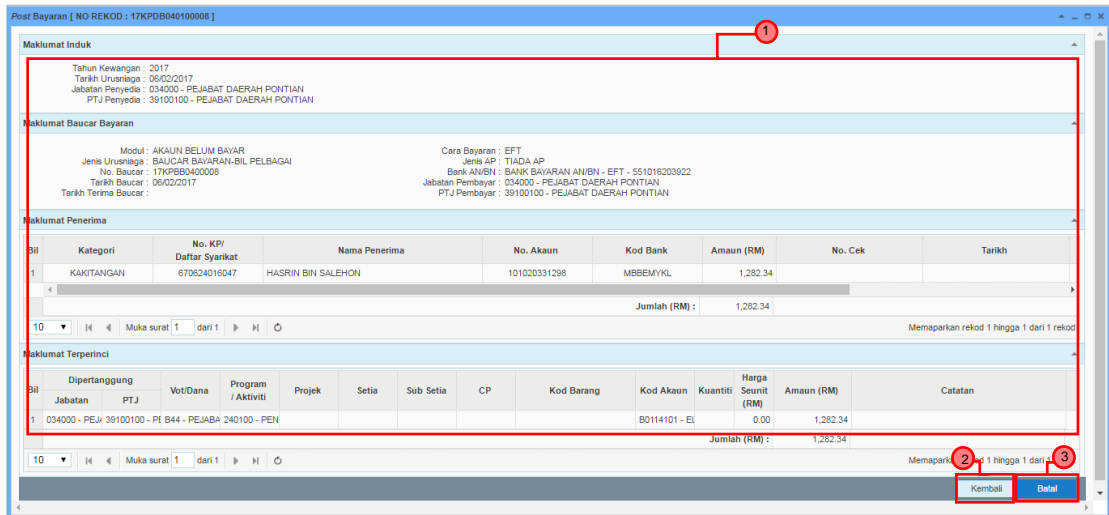 Post Bayaran [ NO REKOD : 17KPDB040100008 ]
1
Maklumat Induk
Tahun Kewangan : 2017
Tarikh Urusniaga : 06/02/2017
Jabatan Penyedia : 034000 - PEJABAT DAERAH PONTIAN
PTJ Penyedia : 39100100 - PEJABAT DAERAH PONTIAN
Maklumat Baucar Bayaran
Modul : AKAUN BELUM BAYAR Cara Bayaran : EFT
Jenis Urusniaga : BAUCAR BAYARAN-BIL PELBAGAI Jenis AP : TIADA AP
No. Baucar : 17KPBB0400008 Bank AN/BN : BANK BAYARAN AN/BN - EFT - 551016203922
Tarikh Baucar : 06/02/2017 Jabatan Pembayar : 034000 - PEJABAT DAERAH PONTIAN
Tarikh Terima Baucar : PTJ Pembayar : 39100100 - PEJABAT DAERAH PONTIAN
Maklumat Penerima
Bil Kategori No. KP/ Daftar Syarikat Nama Penerima No. Akaun Kod Bank Amaun (RM) No. Cek Tarikh
1 KAKITANGAN 670624016047 HASRIN BIN SALEHON 101020331298 MBBEMYKL 1,282.34
Jumlah (RM) : 1,282.34
10 Muka surat 1 dari 1 Memaparkan rekod 1 hingga 1 dari 1 rekod
Maklumat Terperinci
Bil Dipertanggung Jabatan PTJ Vot/Dana Program / Aktiviti Projek Setia Sub Setia CP Kod Barang Kod Akaun Kuantiti Harga Seunit (RM) Amaun (RM) Catatan
1 034000 - PEJA 39100100 - PE B44 - PEJABA 240100 - PEN B0114101 - EL 0.00 1,282.34
Jumlah (RM) : 1,282.34
10 Muka surat 1 dari 1 1 hingga 1 dari 1
2 3
Kembali Batal